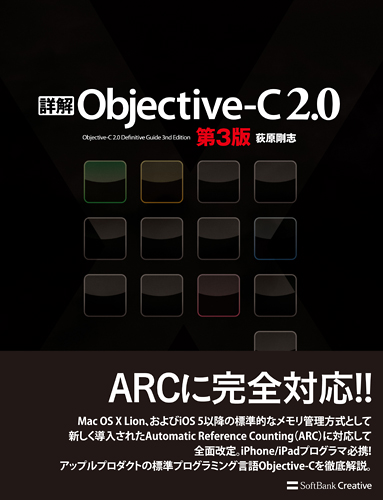 詳解 Objective-C 2.0
Objective-C 2.0 Definitive Guide 3nd Edition 第3版 荻原剛志
ARCに完全対応!!
Mac OS X Lion、およびiOS 5以降の標準的なメモリ管理方式として
新しく導入されたAutomatic Reference Counting（ARC）に対応して
全面改定。iPhone/iPadプログラマ必携!
アップルプロダクトの標準プログラミング言語Objective-Cを徹底解説。
SoftBank Creative